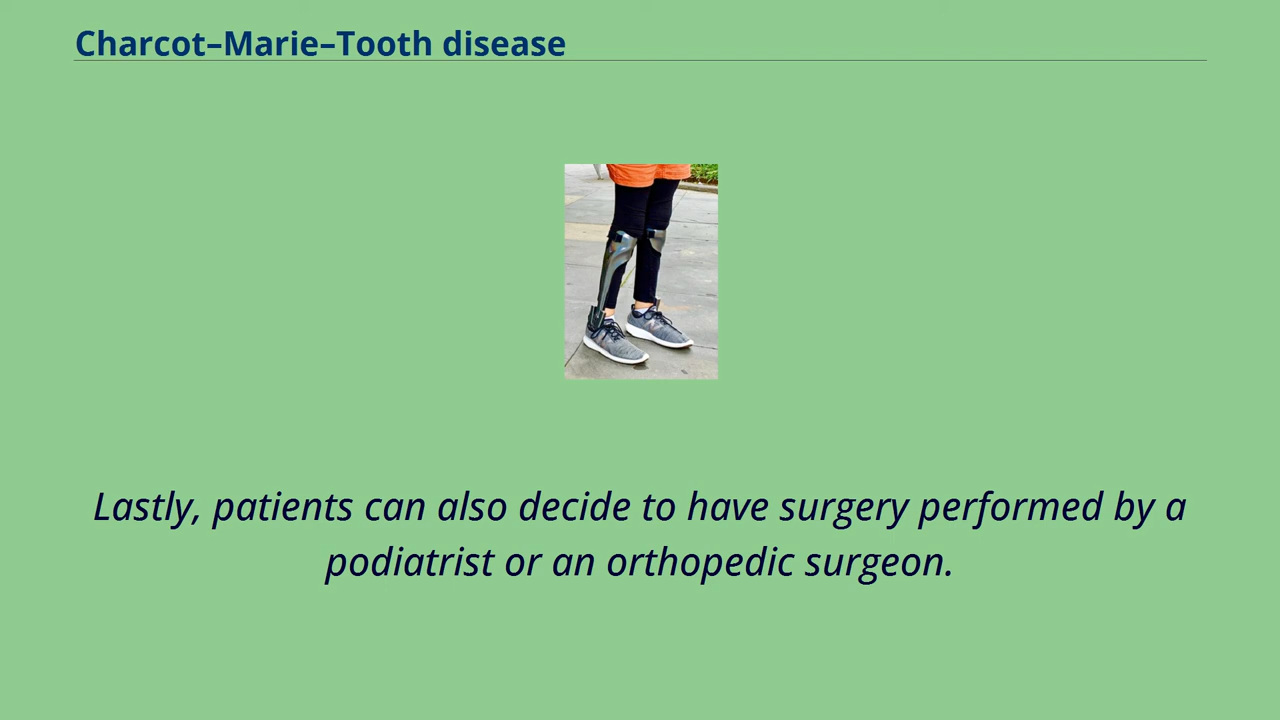 Charcot–Marie–Tooth disease
Lastly, patients can also decide to have surgery performed by a
podiatrist or an orthopedic surgeon.